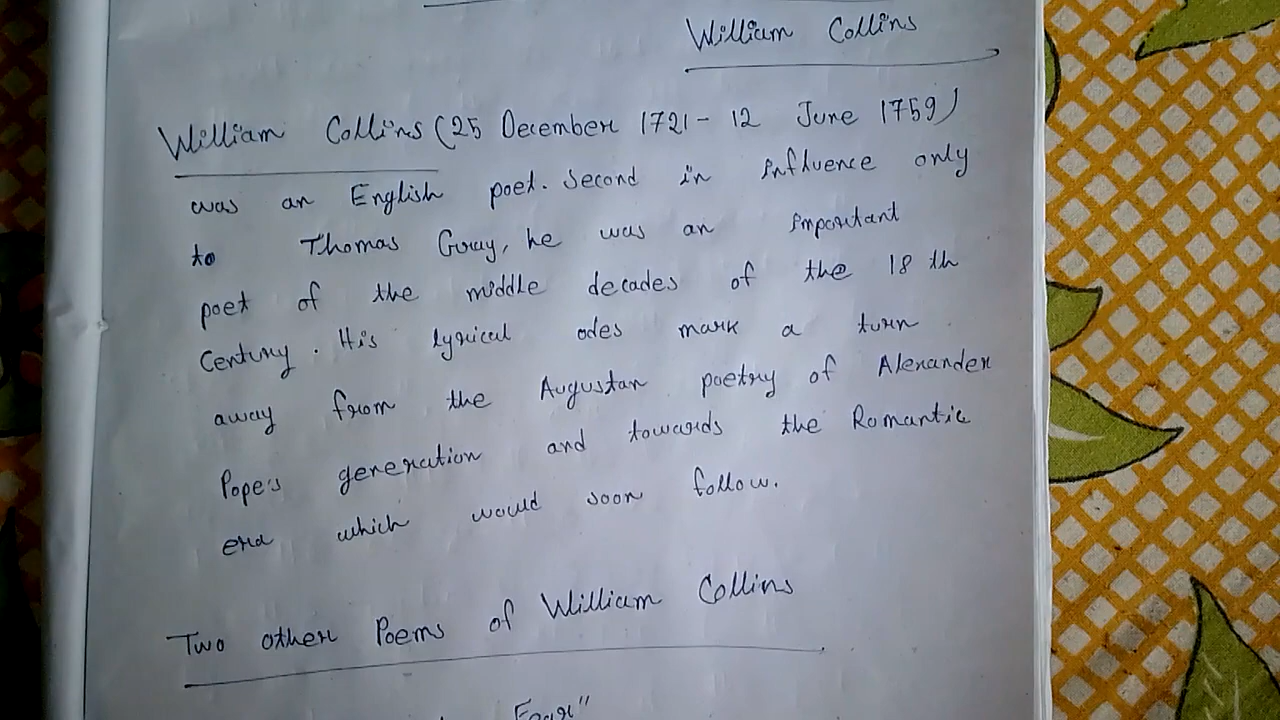 William Collins
William Collins (25 December 1721 - 12 June 1759)
was an English poet. Second in influence only
to Thomas Gray, he was an important
poet of the middle decades of the 18 th
Century. His lyrical odes mark a turn
away from the Augustan poetry of Alexander
Pope's generation and towards the Romantic
era which would soon follow.
Two other Poems of William Collins
Fear"